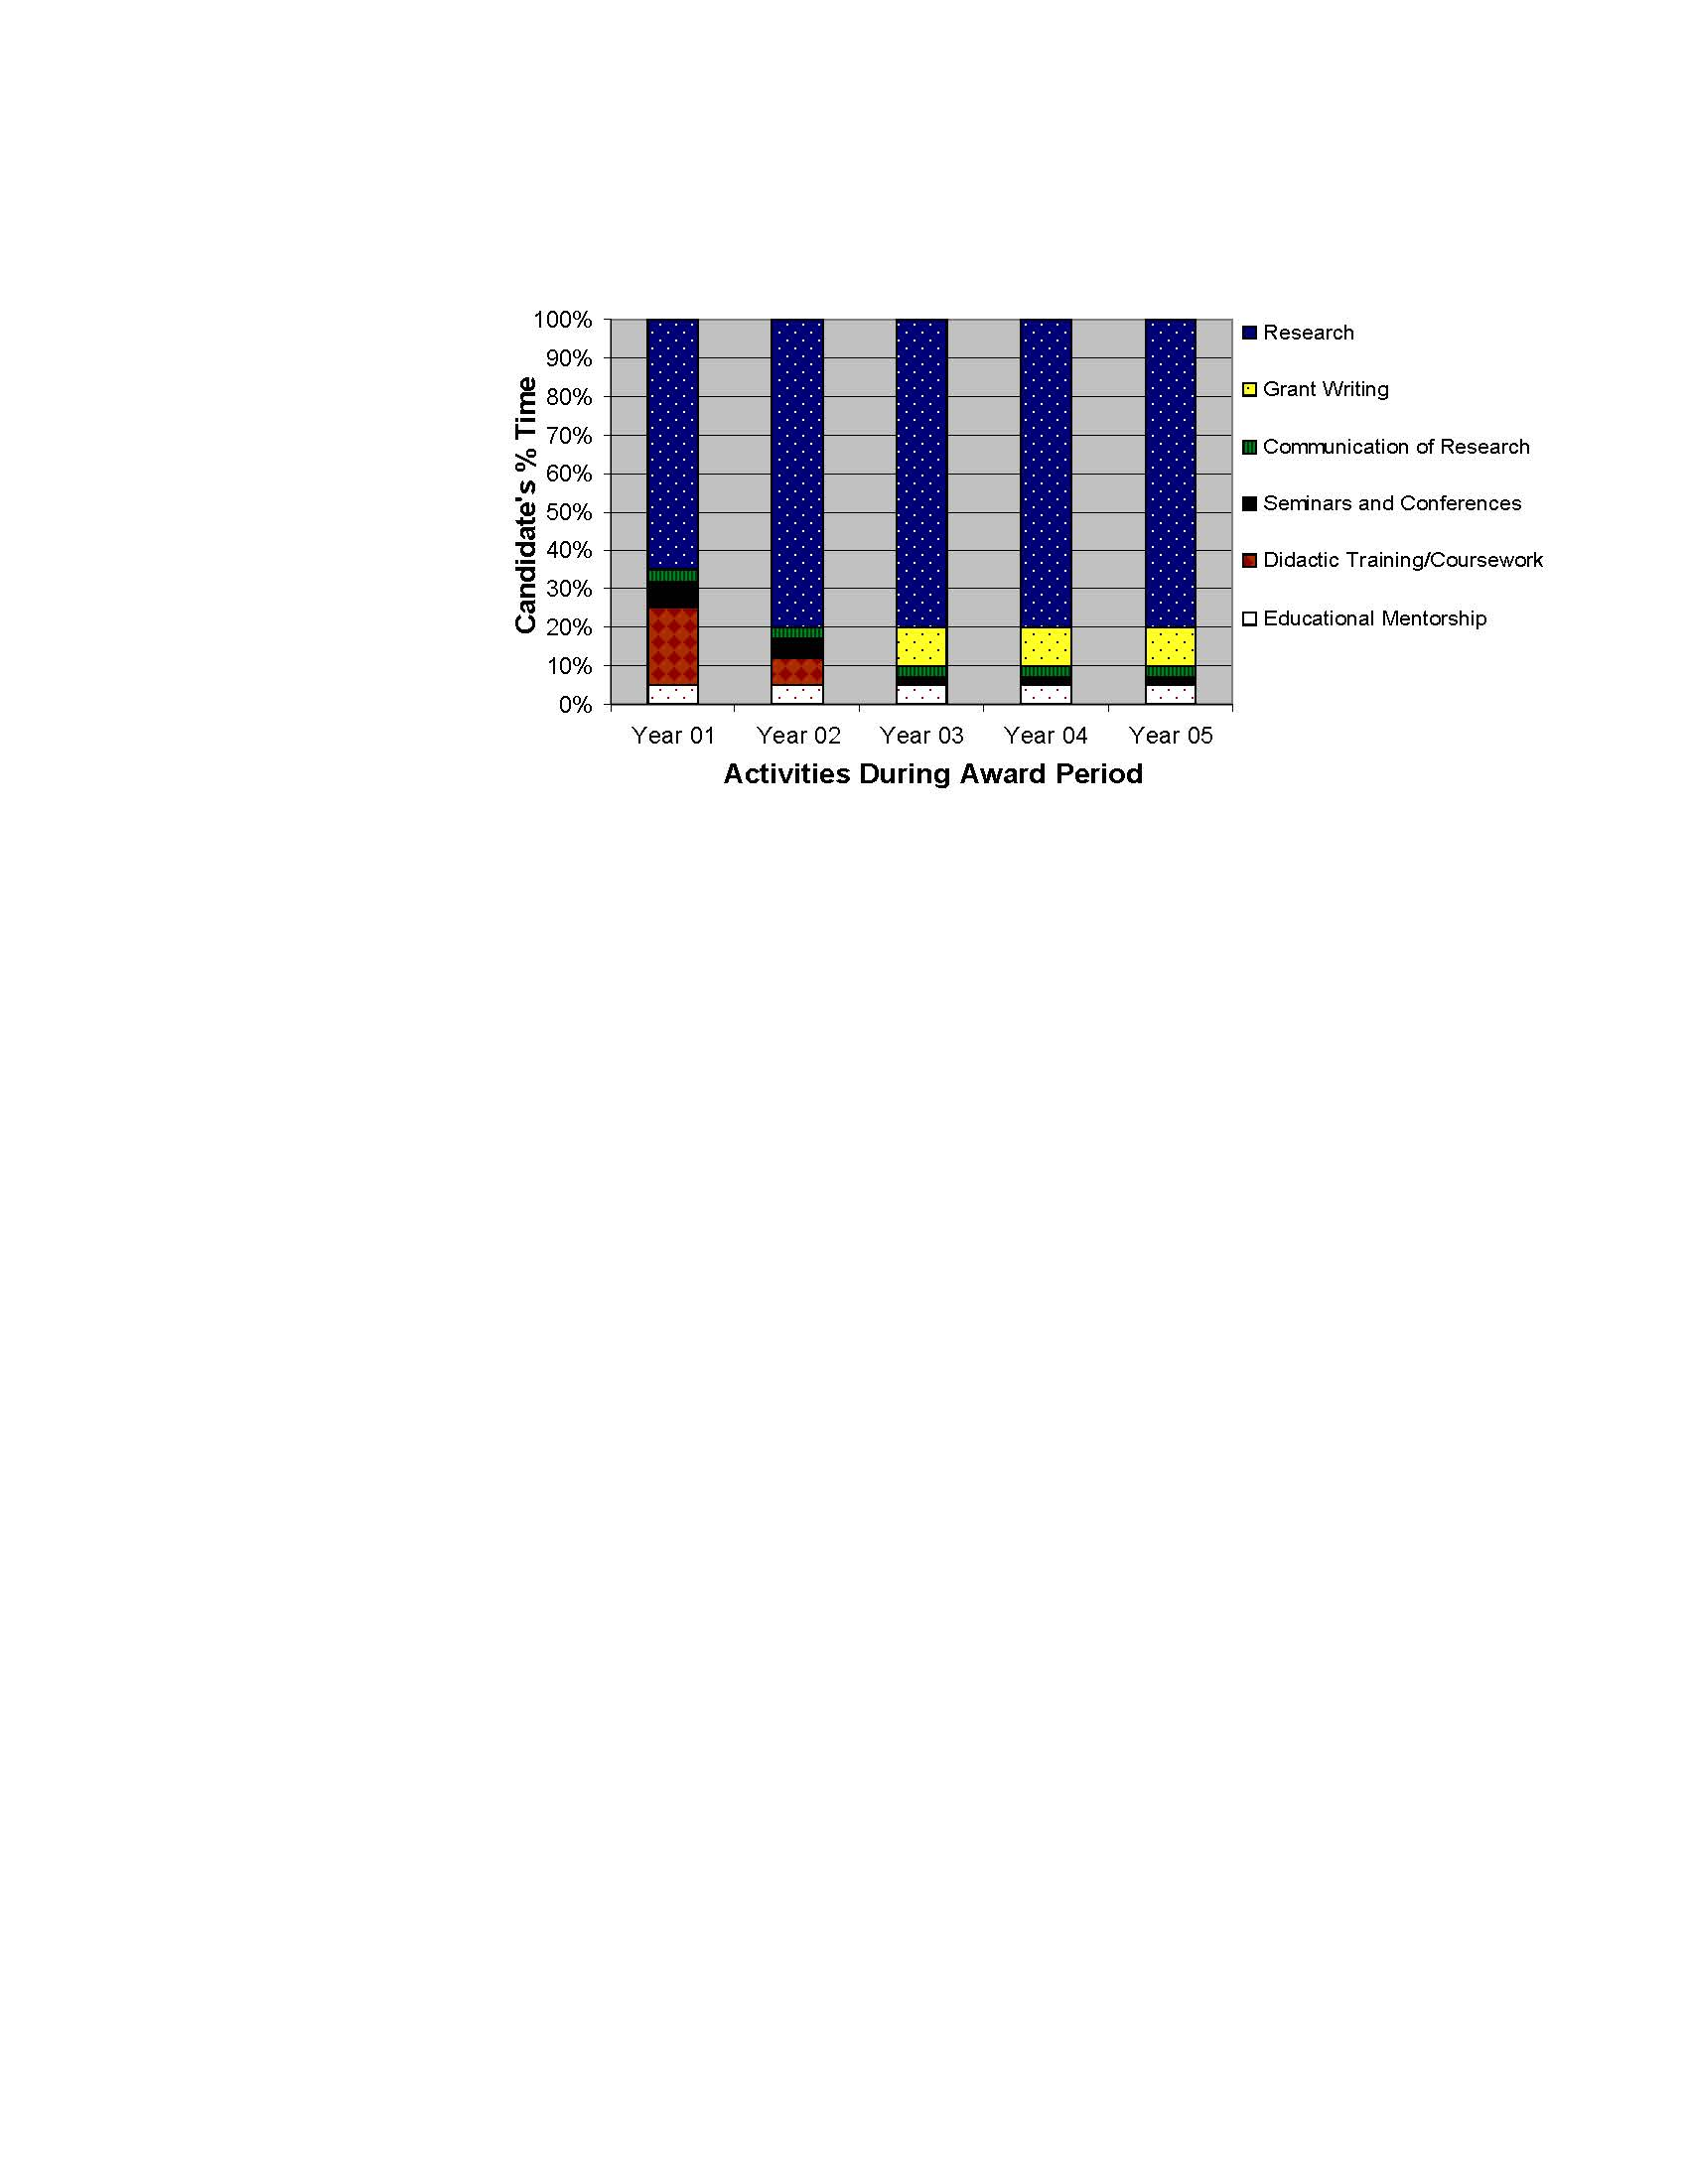 Candidate's % Time
100%
90%
80%
70%
60%
50%
40%
30%
20%
10%
0%
Year 01 Year 02 Year 03 Year 04 Year 05
Activities During Award Period
Research
Grant Writing
Communication of Research
Seminars and Conferences
Didactic Training/Coursework
Educational Mentorship